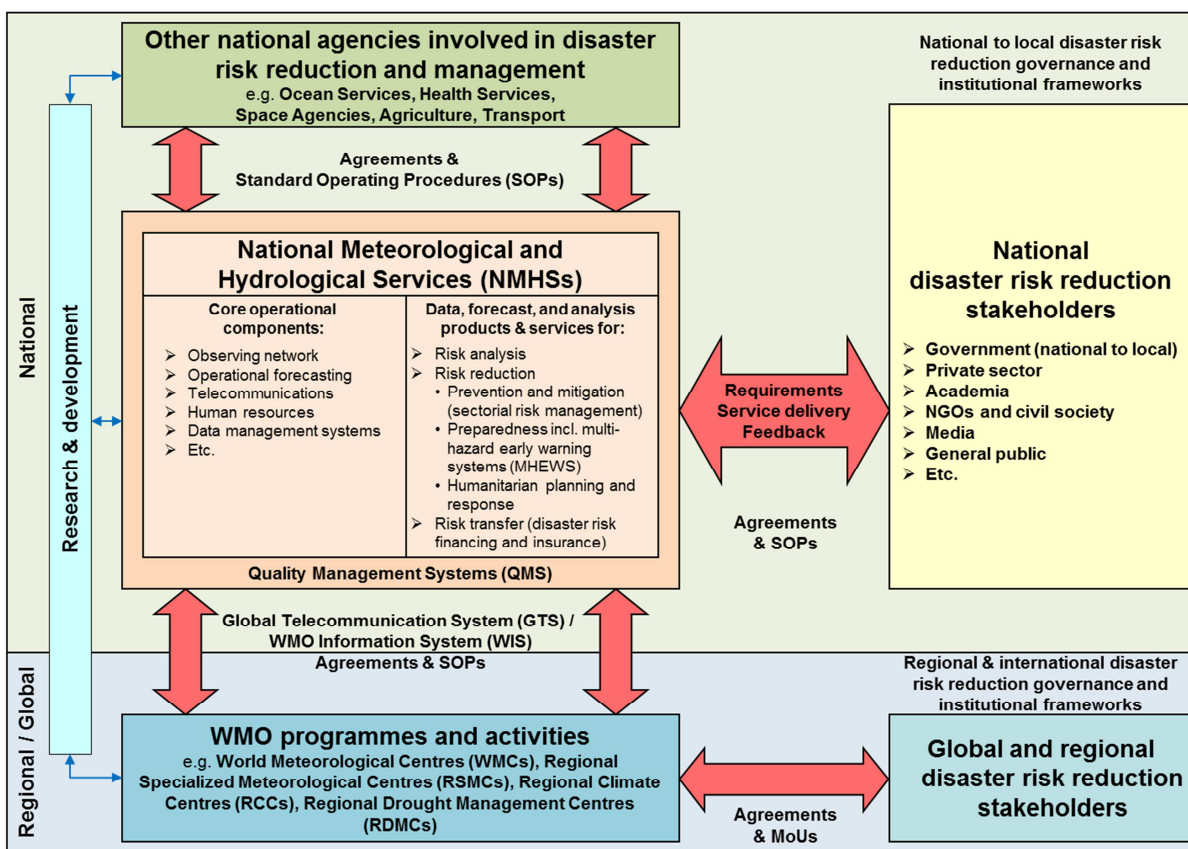 Other national agencies involved in disaster
risk reduction and management
e.g. Ocean Services, Health Services,
Space Agencies, Agriculture, Transport
National to local disaster risk
reduction governance and
institutional frameworks
Agreements &
Standard Operating Procedures (SOPs)
National
Research & development
National Meteorological and
Hydrological Services (NMHSs)
Core operational
components:
➢ Observing network
➢ Operational forecasting
➢ Telecommunications
➢ Human resources
➢ Data management systems
➢ Etc.
Data, forecast, and analysis
products & services for:
➢ Risk analysis
➢ Risk reduction
• Prevention and mitigation
(sectorial risk management)
• Preparedness incl. multi-
hazard early warning
systems (MHEWS)
• Humanitarian planning and
response
➢ Risk transfer (disaster risk
financing and insurance)
Quality Management Systems (QMS)
Requirements
Service delivery
Feedback
Agreements
& SOPs
National
disaster risk reduction
stakeholders
➢ Government (national to local)
➢ Private sector
➢ Academia
➢ NGOs and civil society
➢ Media
➢ General public
➢ Etc.
Global Telecommunication System (GTS) /
WMO Information System (WIS)
Agreements & SOPs
Regional / Global
Regional & international disaster
risk reduction governance and
institutional frameworks
WMO programmes and activities
e.g. World Meteorological Centres (WMCs), Regional
Specialized Meteorological Centres (RSMCs), Regional Climate
Centres (RCCs), Regional Drought Management Centres
(RDMCs)
Agreements
& MoUs
Global and regional
disaster risk reduction
stakeholders